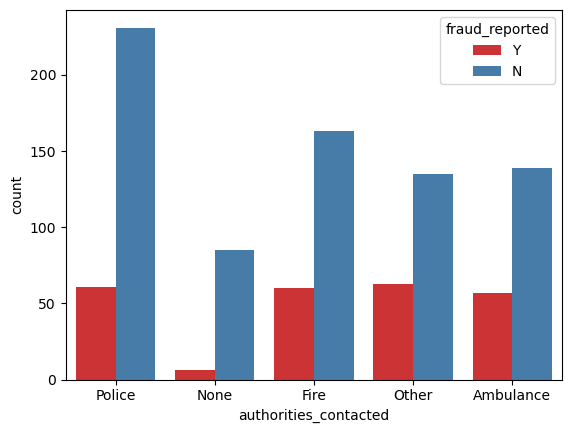 fraud_reported
Y
N
200
150
100
50
0
count
Police None Fire Other Ambulance
authorities_contacted